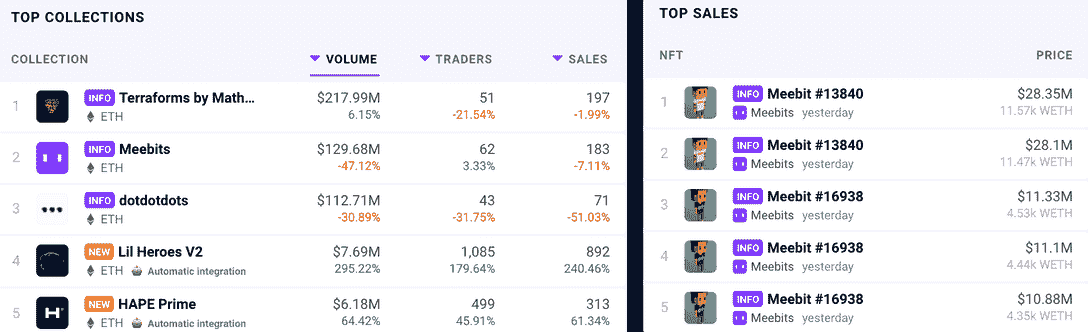 TOP COLLECTIONS
COLLECTION VOLUME TRADERS SALES
1 INFO Terraforms by Math... $217.99M 51 197
ETH 6.15% -21.54% -1.99%
2 INFO Meebits $129.68M 62 183
ETH -47.12% 3.33% -7.11%
3 INFO dotdotdots $112.71M 43 71
ETH -30.89% -31.75% -51.03%
4 NEW Lil Heroes V2 $7.69M 1,085 892
ETH Automatic integration 295.22% 179.64% 240.46%
5 NEW HAPE Prime $6.18M 499 313
ETH Automatic integration 64.42% 45.91% 61.34%
TOP SALES
NFT PRICE
1 INFO Meebit #13840 $28.35M
Meebits yesterday 11.57k WETH
2 INFO Meebit #13840 $28.1M
Meebits yesterday 11.47k WETH
3 INFO Meebit #16938 $11.33M
Meebits yesterday 4.53k WETH
4 INFO Meebit #16938 $11.1M
Meebits yesterday 4.44k WETH
5 INFO Meebit #16938 $10.88M
Meebits yesterday 4.35k WETH